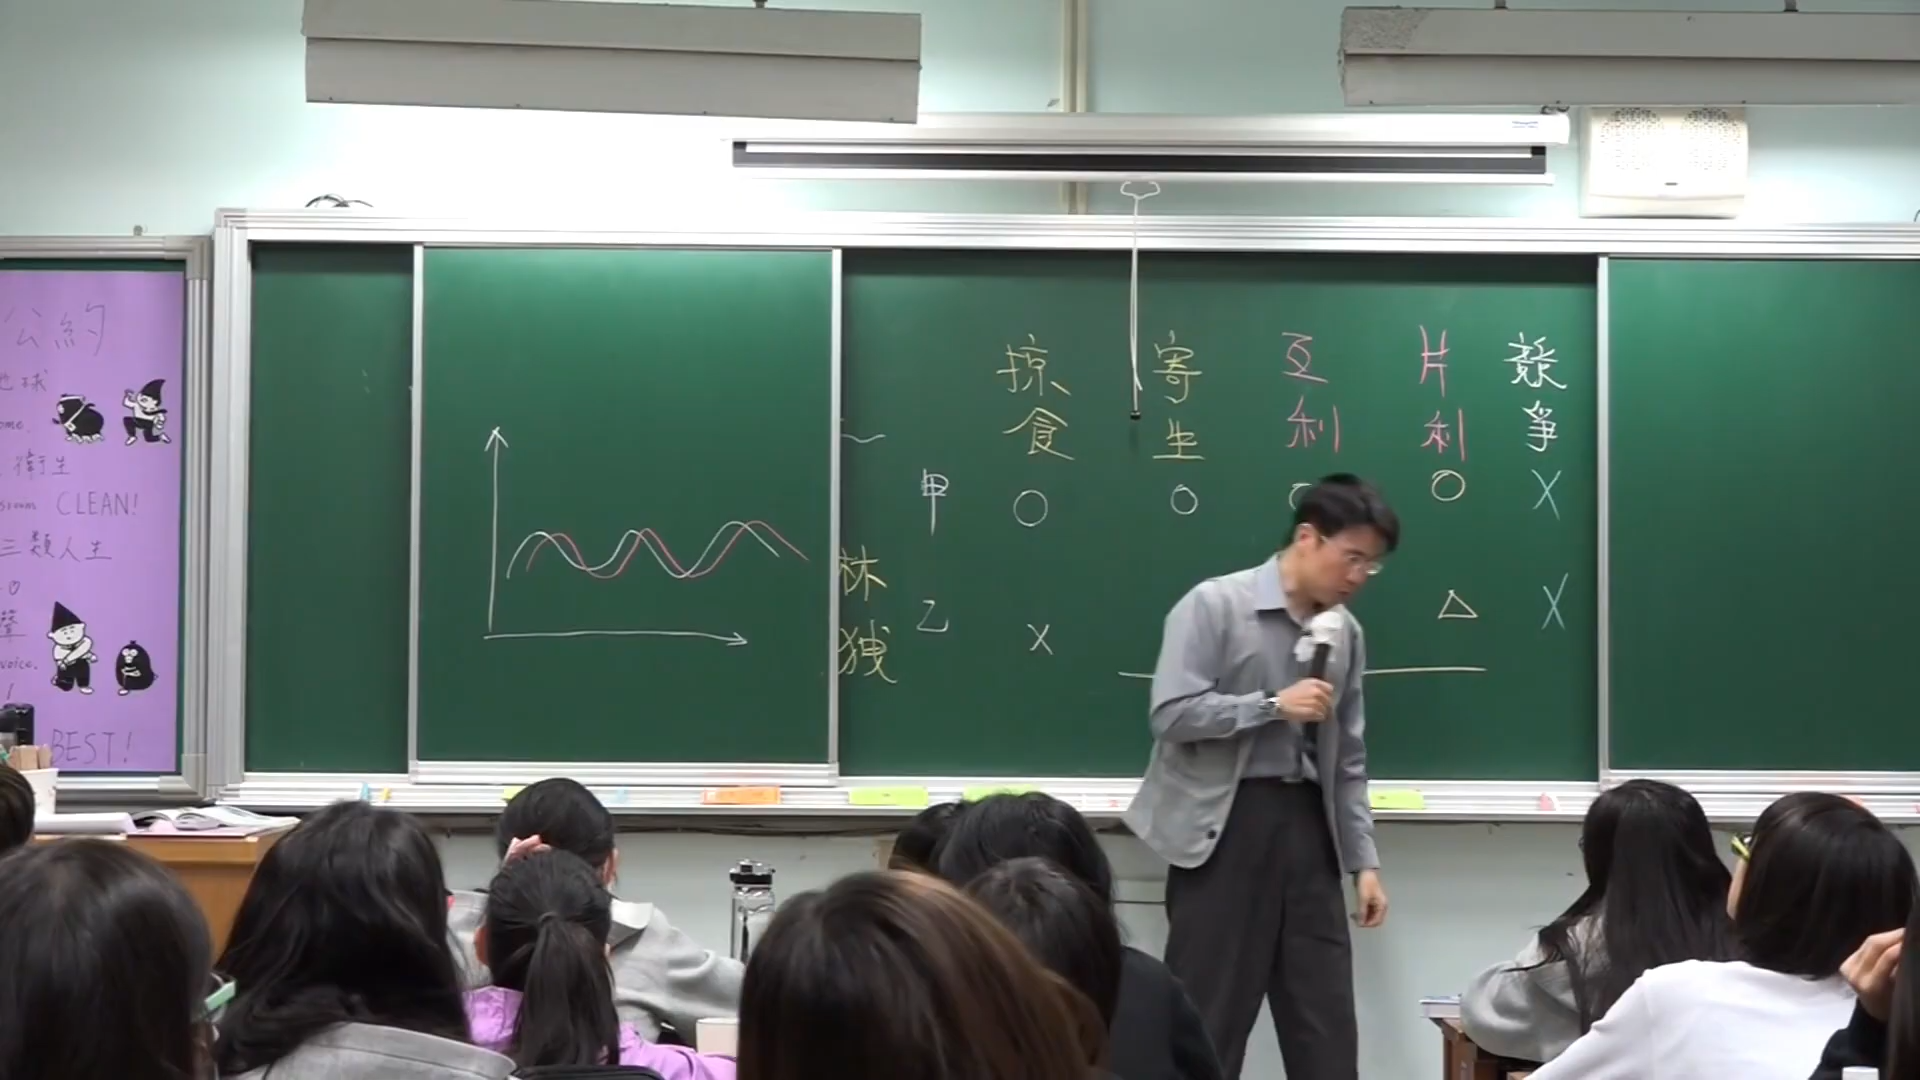 公約
地球
衛生
CLEAN!
三類人生
voice.
BEST!
掠食 寄生 互利 片利 競爭
甲 ○ ○ ○ X
林 乙 X △ X